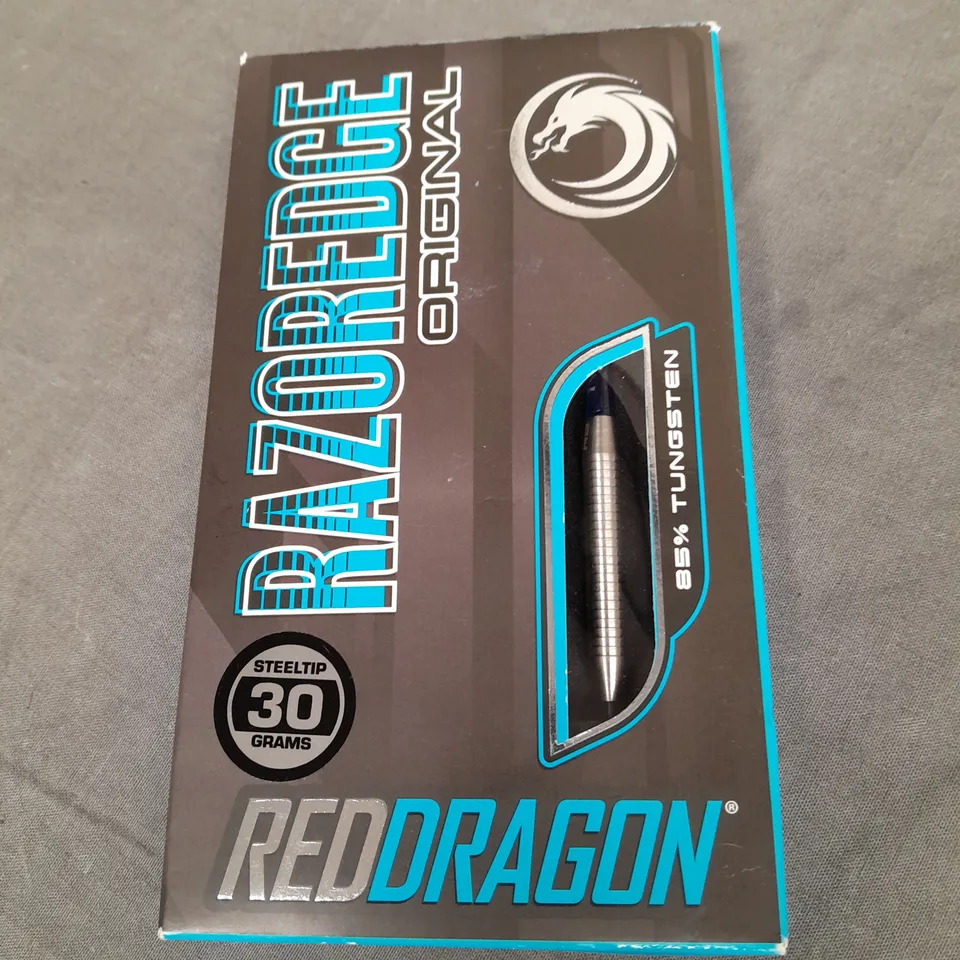 RAZOREDGE
ORIGINAL
85% TUNGSTEN
STEELTIP
30
GRAMS
REDDRAGON®